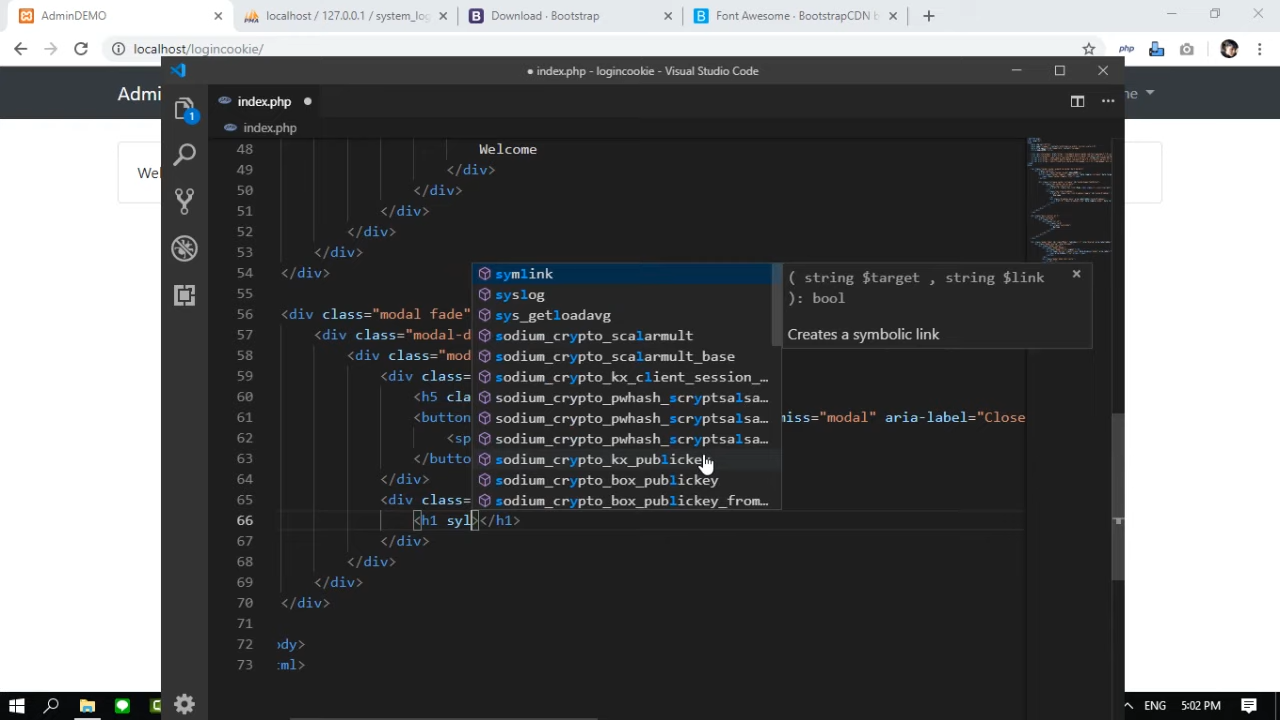 AdminDEMO
localhost / 127.0.0.1 / system_log
Download · Bootstrap
Font Awesome · BootstrapCDN b
localhost/logincookie/
php
Admi
me
Wel
● index.php - logincookie - Visual Studio Code
index.php
index.php
1
48 Welcome
49 </div>
50 </div>
51 </div>
52 </div>
53 </div>
54 </div>
55
56 <div class="modal fade"
57 <div class="modal-d
58 <div class="mod
59 <div class=
60 <h5 cla
61 <button miss="modal" aria-label="Close
62 <sp
63 </butto
64 </div>
65 <div class=
66 <h1 syl></h1>
67 </div>
68 </div>
69 </div>
70 </div>
71
72 ody>
73 ml>
symlink
syslog
sys_getloadavg
sodium_crypto_scalarmult
sodium_crypto_scalarmult_base
sodium_crypto_kx_client_session_…
sodium_crypto_pwhash_scryptsalsa…
sodium_crypto_pwhash_scryptsalsa…
sodium_crypto_pwhash_scryptsalsa…
sodium_crypto_kx_publickey
sodium_crypto_box_publickey
sodium_crypto_box_publickey_from…
( string $target , string $link
): bool
Creates a symbolic link
ENG 5:02 PM